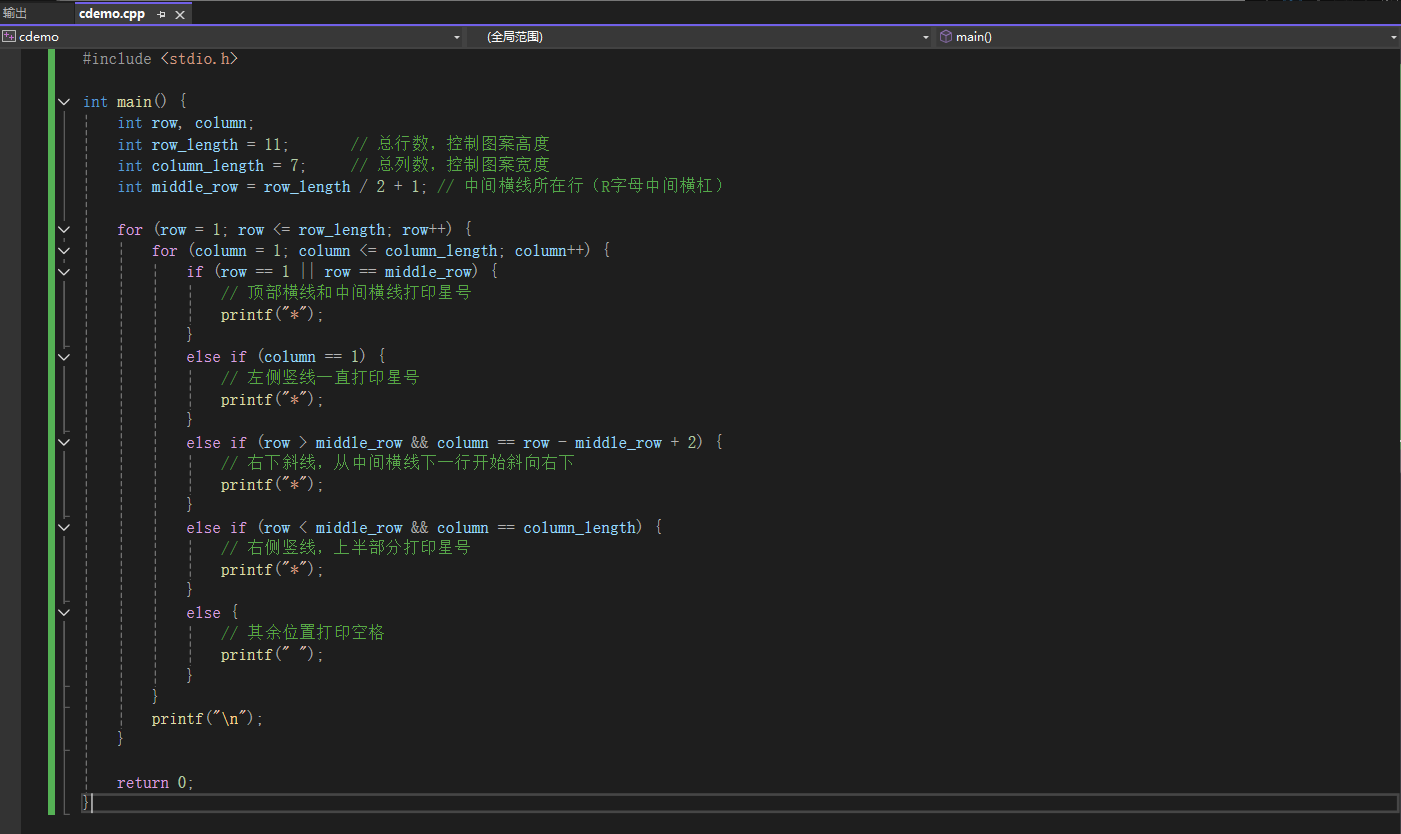 输出
cdemo.cpp
cdemo
(全局范围)
main()
#include <stdio.h>
int main() {
    int row, column;
    int row_length = 11;       // 总行数，控制图案高度
    int column_length = 7;     // 总列数，控制图案宽度
    int middle_row = row_length / 2 + 1; // 中间横线所在行（R字母中间横杠）
    for (row = 1; row <= row_length; row++) {
        for (column = 1; column <= column_length; column++) {
            if (row == 1 || row == middle_row) {
                // 顶部横线和中间横线打印星号
                printf("*");
            }
            else if (column == 1) {
                // 左侧竖线一直打印星号
                printf("*");
            }
            else if (row > middle_row && column == row - middle_row + 2) {
                // 右下斜线，从中间横线下一行开始斜向右下
                printf("*");
            }
            else if (row < middle_row && column == column_length) {
                // 右侧竖线，上半部分打印星号
                printf("*");
            }
            else {
                // 其余位置打印空格
                printf(" ");
            }
        }
        printf("\n");
    }
    return 0;
}